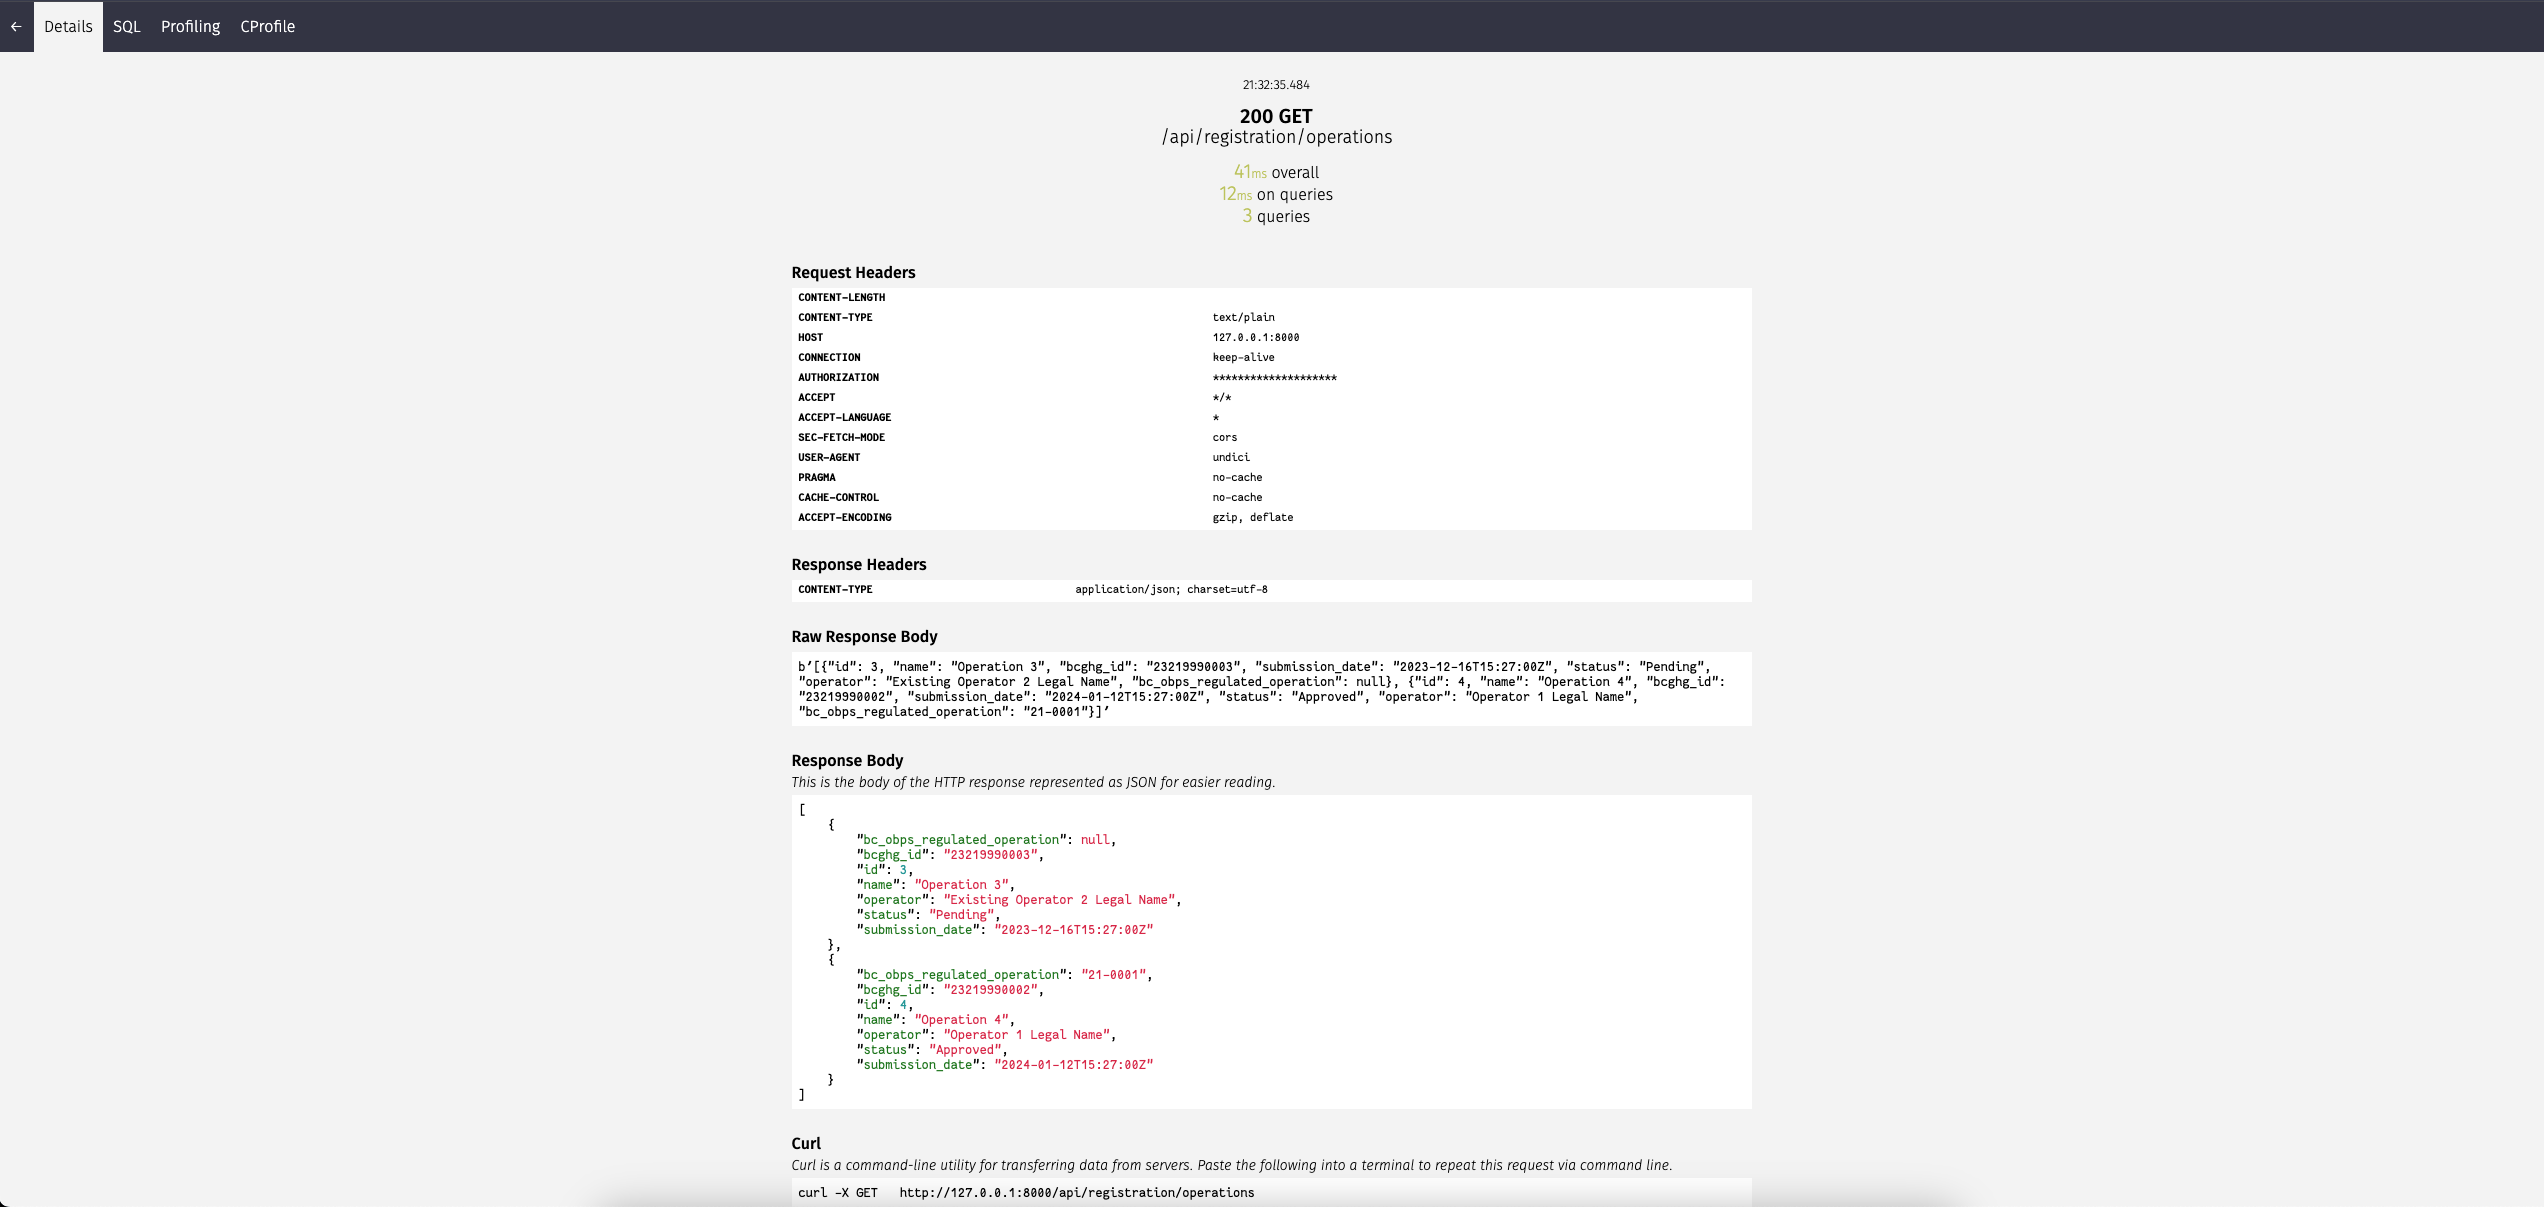 ← Details SQL Profiling CProfile
21:32:35.484
200 GET
/api/registration/operations
41ms overall
12ms on queries
3 queries
Request Headers
CONTENT-LENGTH
CONTENT-TYPE text/plain
HOST 127.0.0.1:8000
CONNECTION keep-alive
AUTHORIZATION ********************
ACCEPT */*
ACCEPT-LANGUAGE *
SEC-FETCH-MODE cors
USER-AGENT undici
PRAGMA no-cache
CACHE-CONTROL no-cache
ACCEPT-ENCODING gzip, deflate
Response Headers
CONTENT-TYPE application/json; charset=utf-8
Raw Response Body
b'[{"id": 3, "name": "Operation 3", "bcghg_id": "23219990003", "submission_date": "2023-12-16T15:27:00Z", "status": "Pending",
"operator": "Existing Operator 2 Legal Name", "bc_obps_regulated_operation": null}, {"id": 4, "name": "Operation 4", "bcghg_id":
"23219990002", "submission_date": "2024-01-12T15:27:00Z", "status": "Approved", "operator": "Operator 1 Legal Name",
"bc_obps_regulated_operation": "21-0001"}]'
Response Body
This is the body of the HTTP response represented as JSON for easier reading.
[
{
"bc_obps_regulated_operation": null,
"bcghg_id": "23219990003",
"id": 3,
"name": "Operation 3",
"operator": "Existing Operator 2 Legal Name",
"status": "Pending",
"submission_date": "2023-12-16T15:27:00Z"
},
{
"bc_obps_regulated_operation": "21-0001",
"bcghg_id": "23219990002",
"id": 4,
"name": "Operation 4",
"operator": "Operator 1 Legal Name",
"status": "Approved",
"submission_date": "2024-01-12T15:27:00Z"
}
]
Curl
Curl is a command-line utility for transferring data from servers. Paste the following into a terminal to repeat this request via command line.
curl -X GET http://127.0.0.1:8000/api/registration/operations